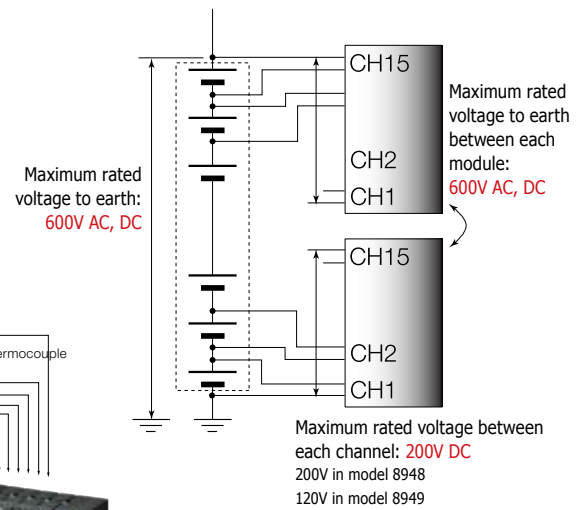 CH15
CH2
CH1
Maximum rated
voltage to earth
between each
module:
600V AC, DC
Maximum rated
voltage to earth:
600V AC, DC
CH15
CH2
CH1
Maximum rated voltage between
each channel: 200V DC
200V in model 8948
120V in model 8949